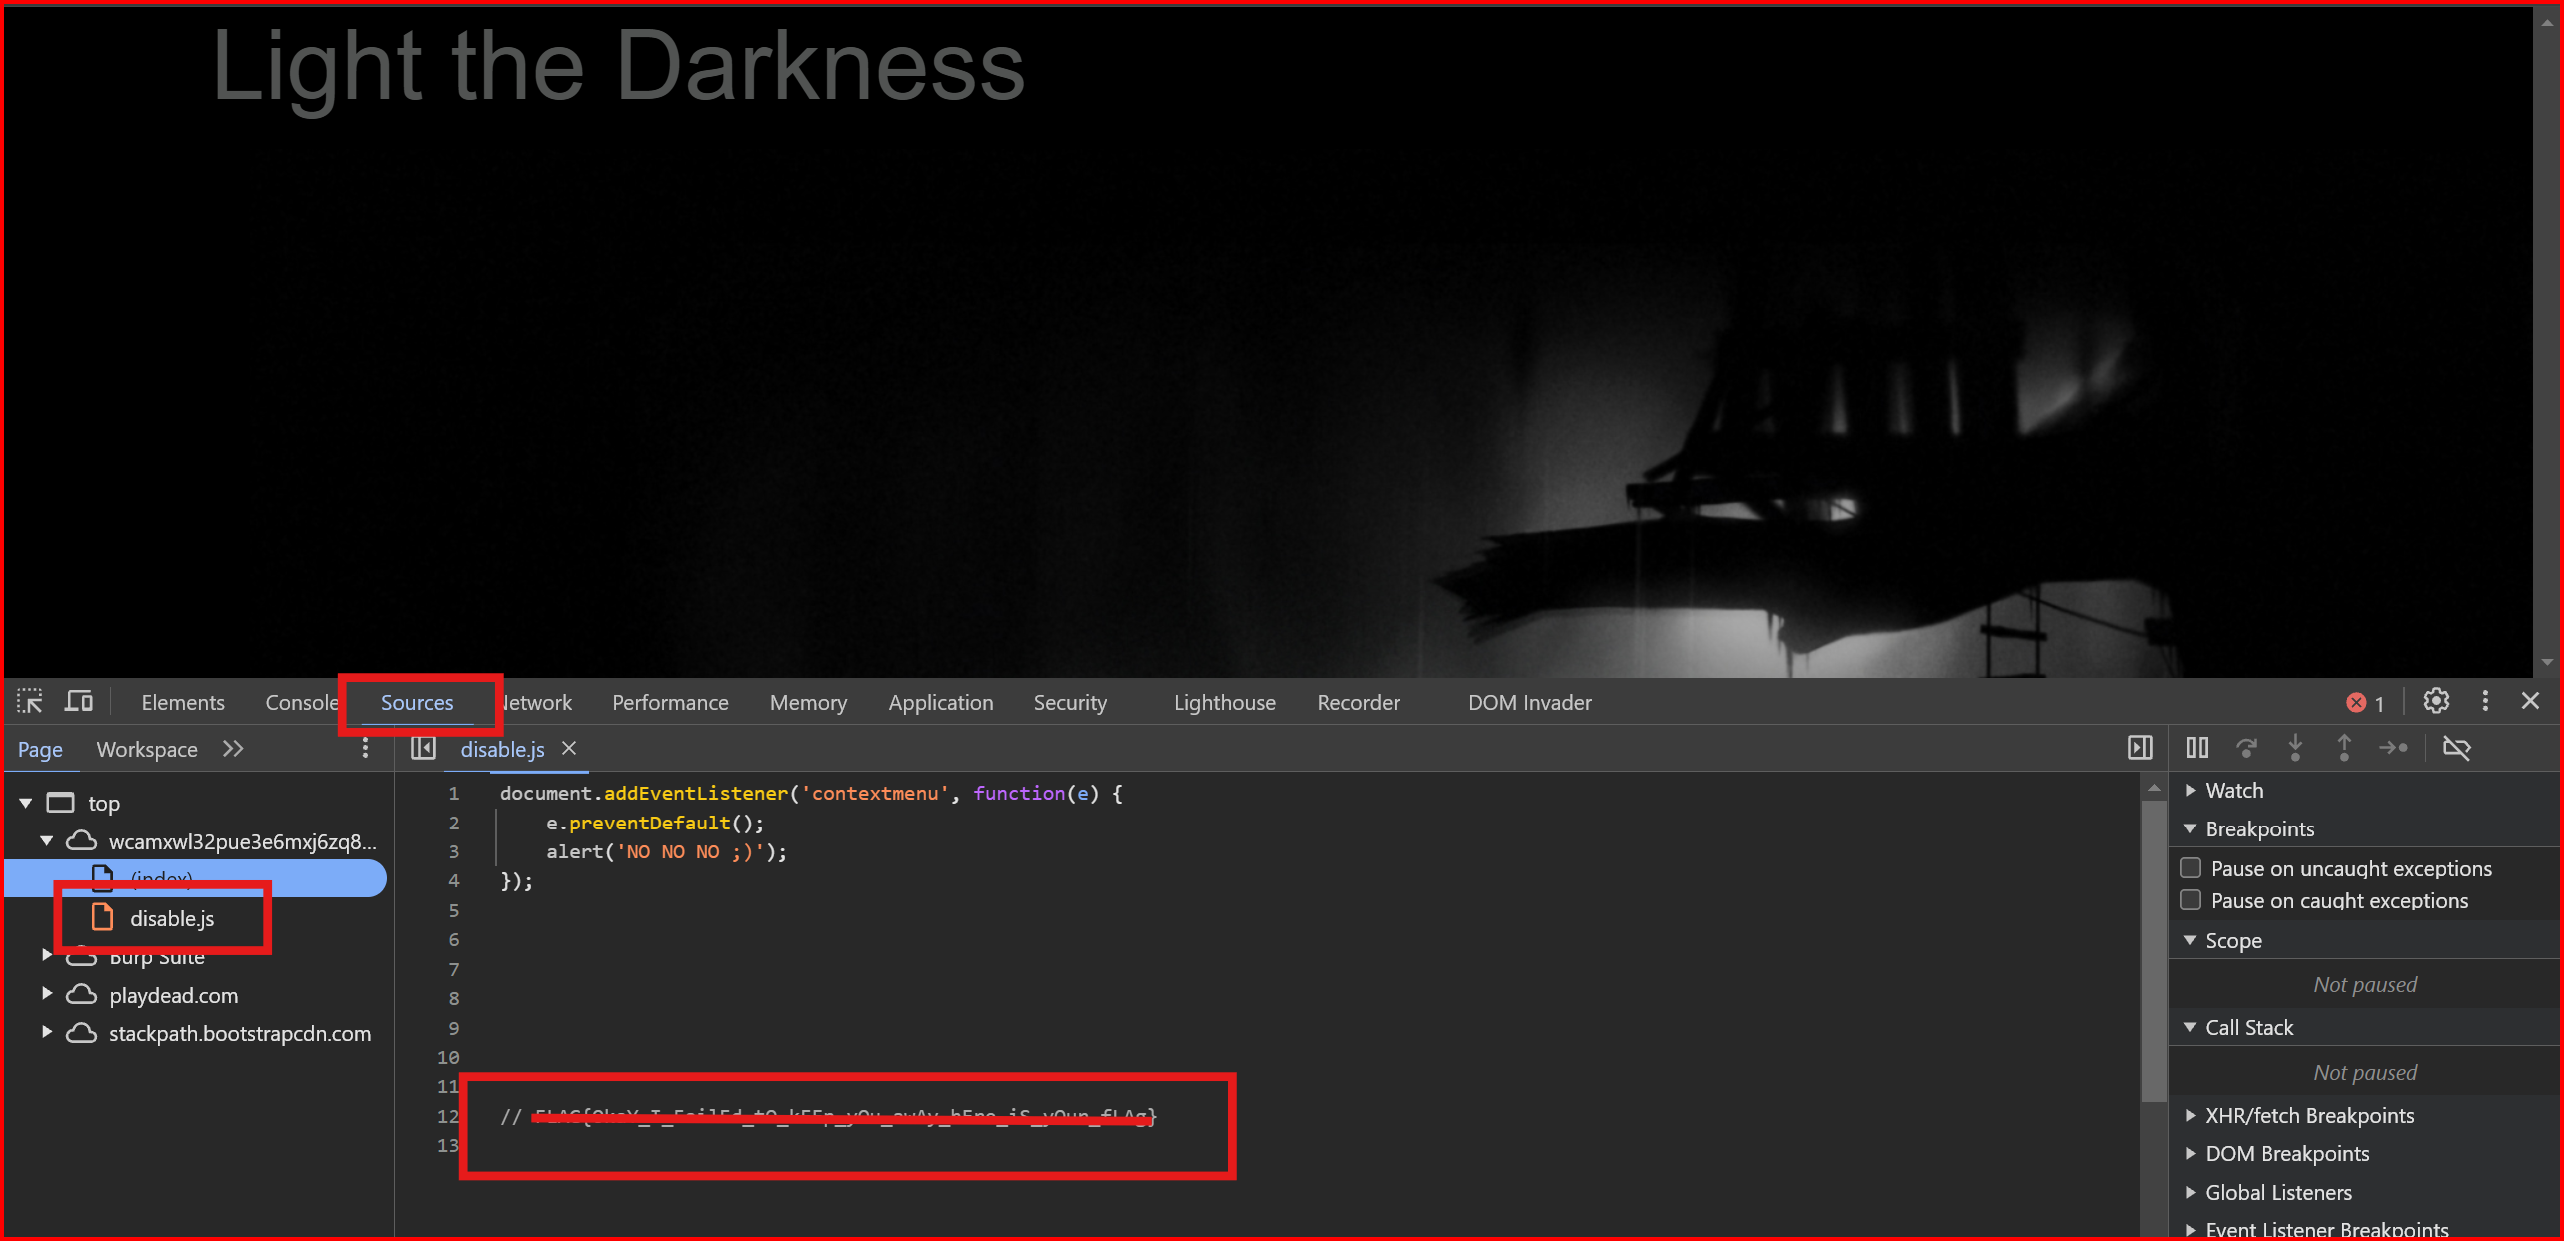 Light the Darkness
Elements Console Sources Network Performance Memory Application Security Lighthouse Recorder DOM Invader 1
Page Workspace
disable.js
top
wcamxwl32pue3e6mxj6zq8...
(index)
disable.js
Burp Suite
playdead.com
stackpath.bootstrapcdn.com
1 document.addEventListener('contextmenu', function(e) {
2 e.preventDefault();
3 alert('NO NO NO ;)');
4 });
5
6
7
8
9
10
11
12 //
13
Watch
Breakpoints
Pause on uncaught exceptions
Pause on caught exceptions
Scope
Not paused
Call Stack
Not paused
XHR/fetch Breakpoints
DOM Breakpoints
Global Listeners
Event Listener Breakpoints